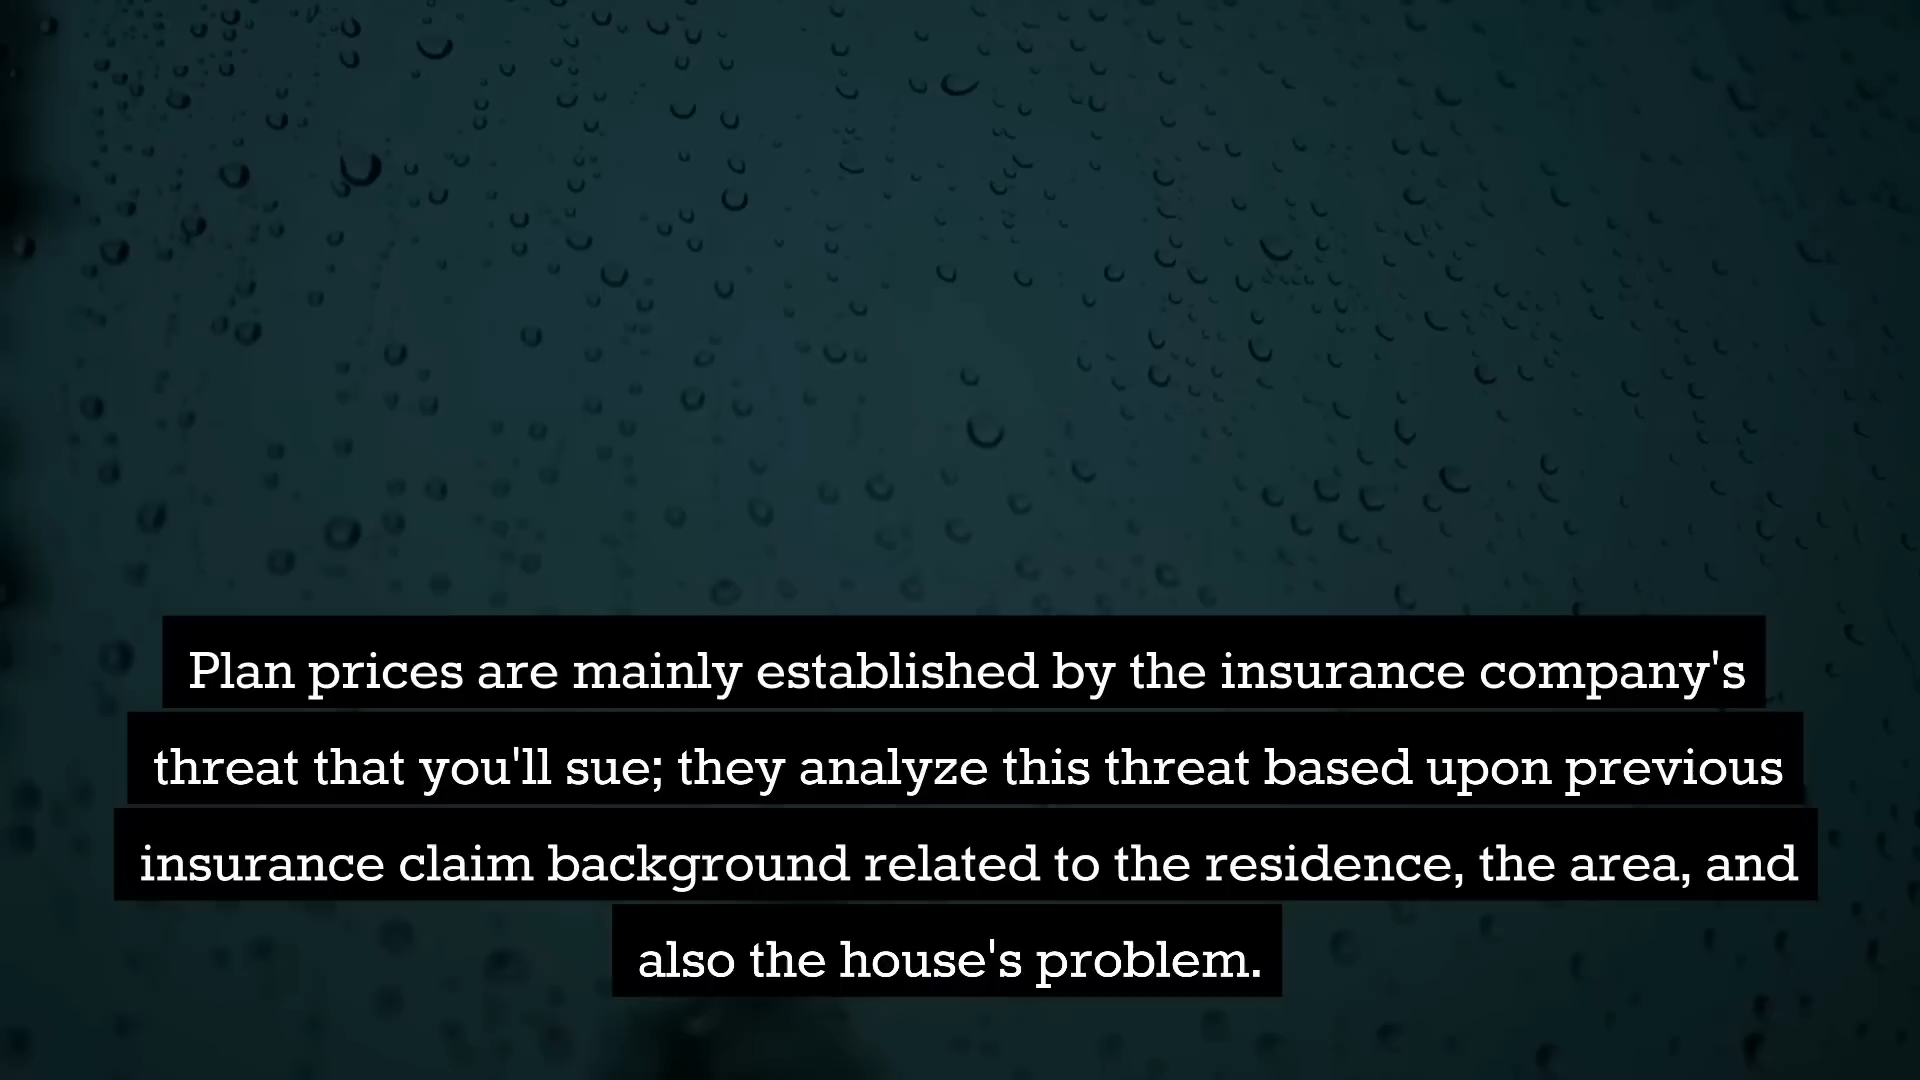 Plan prices are mainly established by the insurance company's
threat that you'll sue; they analyze this threat based upon previous
insurance claim background related to the residence, the area, and
also the house's problem.